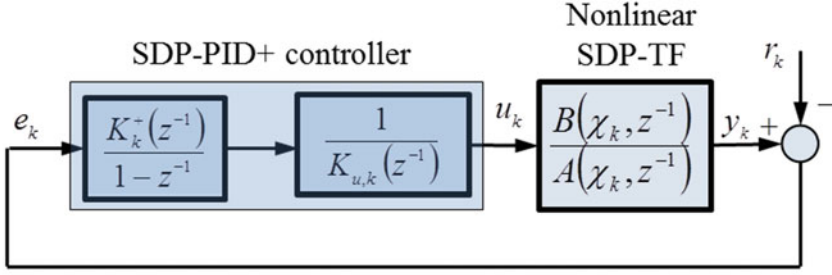 Nonlinear
SDP-TF
SDP-PID+ controller
r_k
e_k
K_k^+(z^{-1})
1 - z^{-1}
1
K_{u,k}(z^{-1})
u_k
B(χ_k, z^{-1})
A(χ_k, z^{-1})
y_k +
−